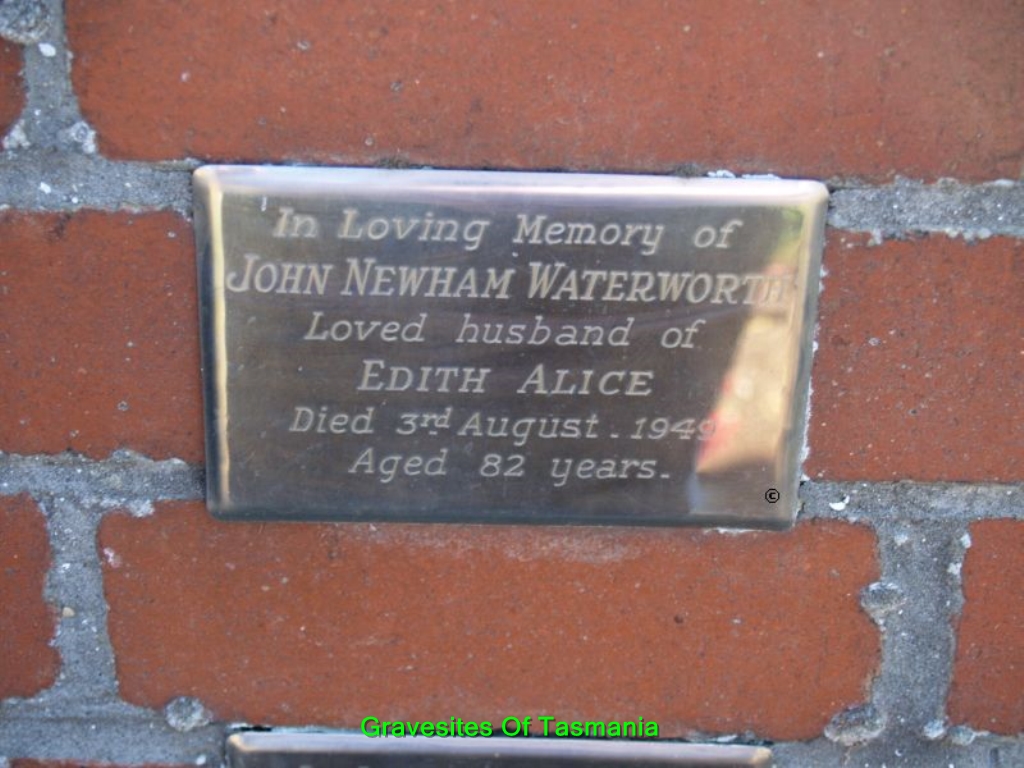 In Loving Memory of
JOHN NEWHAM WATERWORTH
Loved husband of
EDITH ALICE
Died 3rd August. 1949
Aged 82 years.
©
Gravesites Of Tasmania